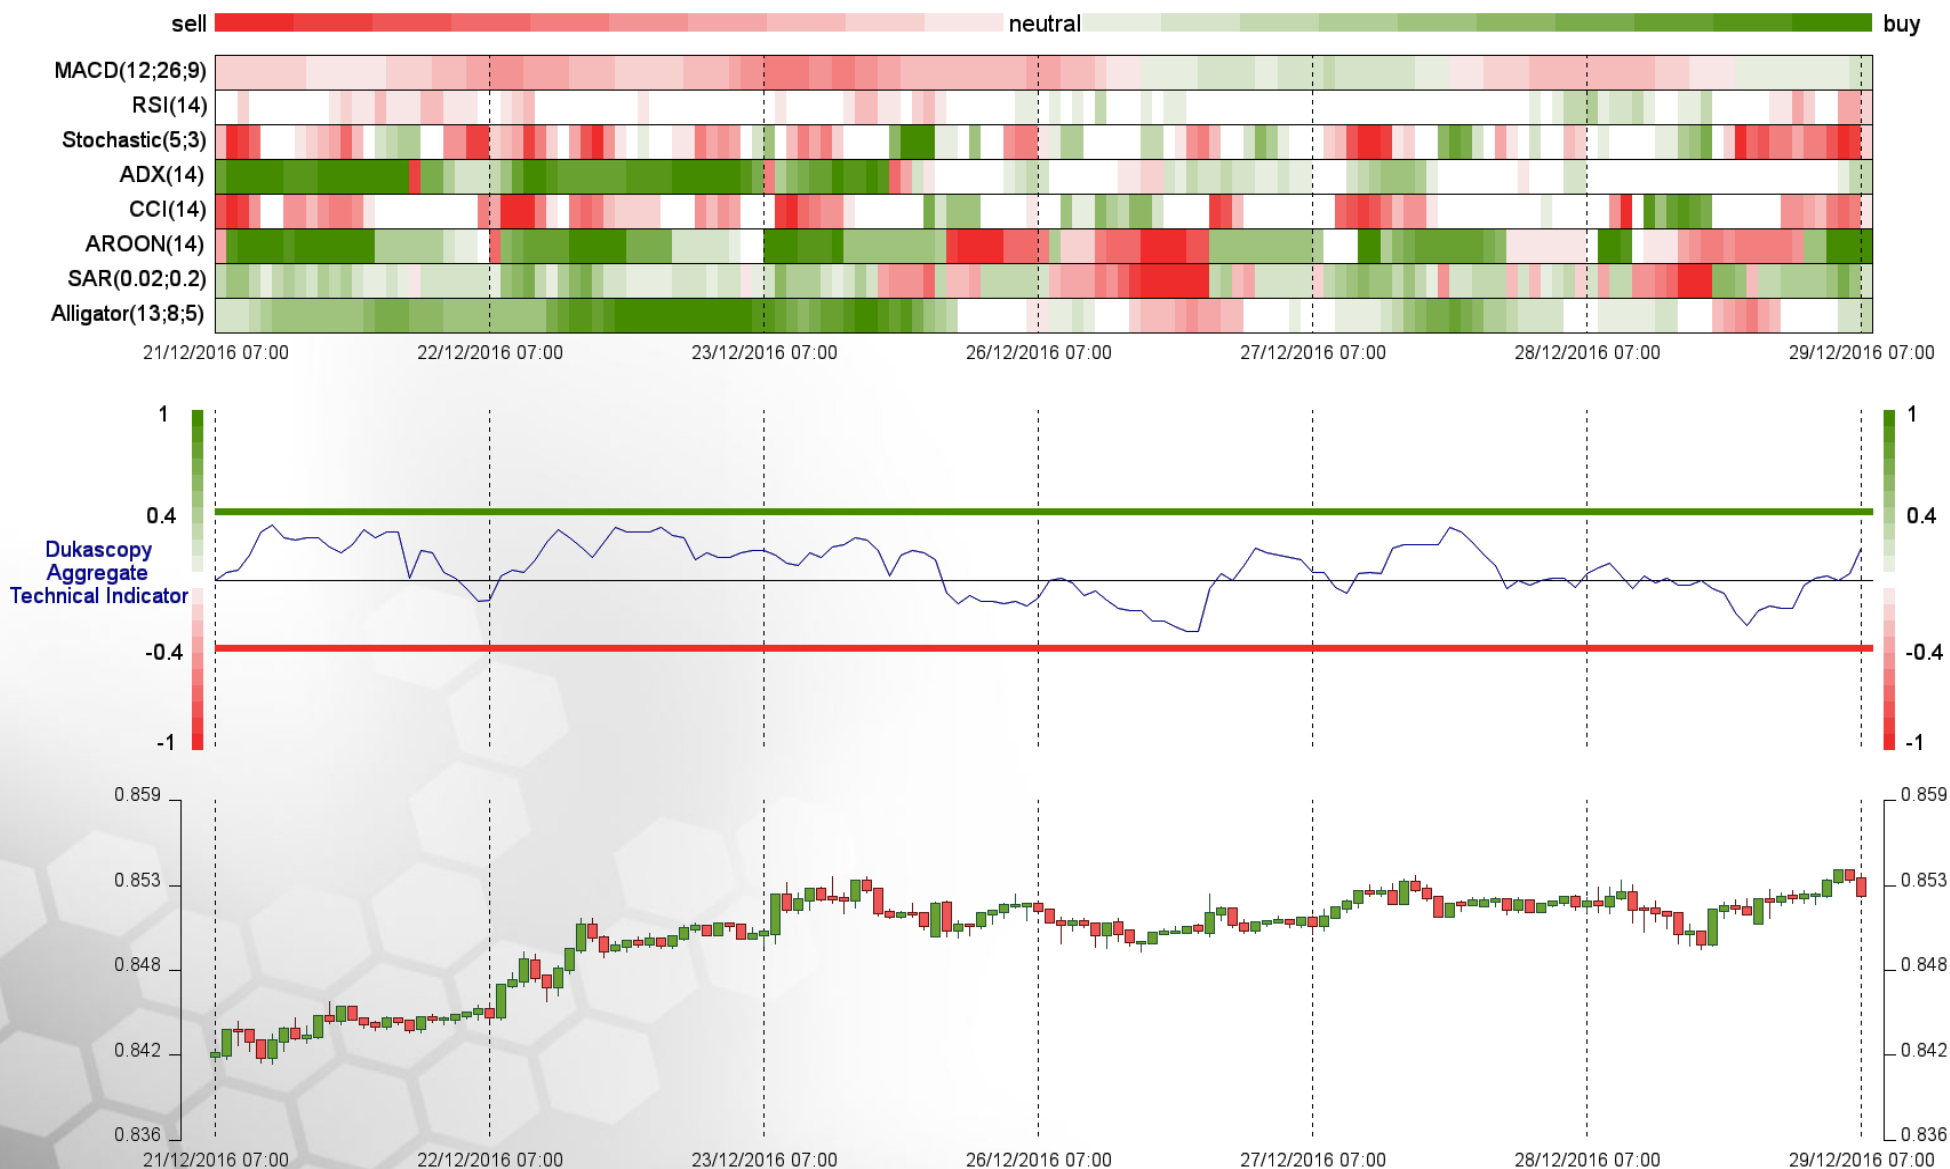 sell neutral buy
MACD(12;26;9)
RSI(14)
Stochastic(5;3)
ADX(14)
CCI(14)
AROON(14)
SAR(0.02;0.2)
Alligator(13;8;5)
21/12/2016 07:00 22/12/2016 07:00 23/12/2016 07:00 26/12/2016 07:00 27/12/2016 07:00 28/12/2016 07:00 29/12/2016 07:00
1 1
0.4 0.4
Dukascopy
Aggregate
Technical Indicator
-0.4 -0.4
-1 -1
0.859 0.859
0.853 0.853
0.848 0.848
0.842 0.842
0.836 0.836
21/12/2016 07:00 22/12/2016 07:00 23/12/2016 07:00 26/12/2016 07:00 27/12/2016 07:00 28/12/2016 07:00 29/12/2016 07:00